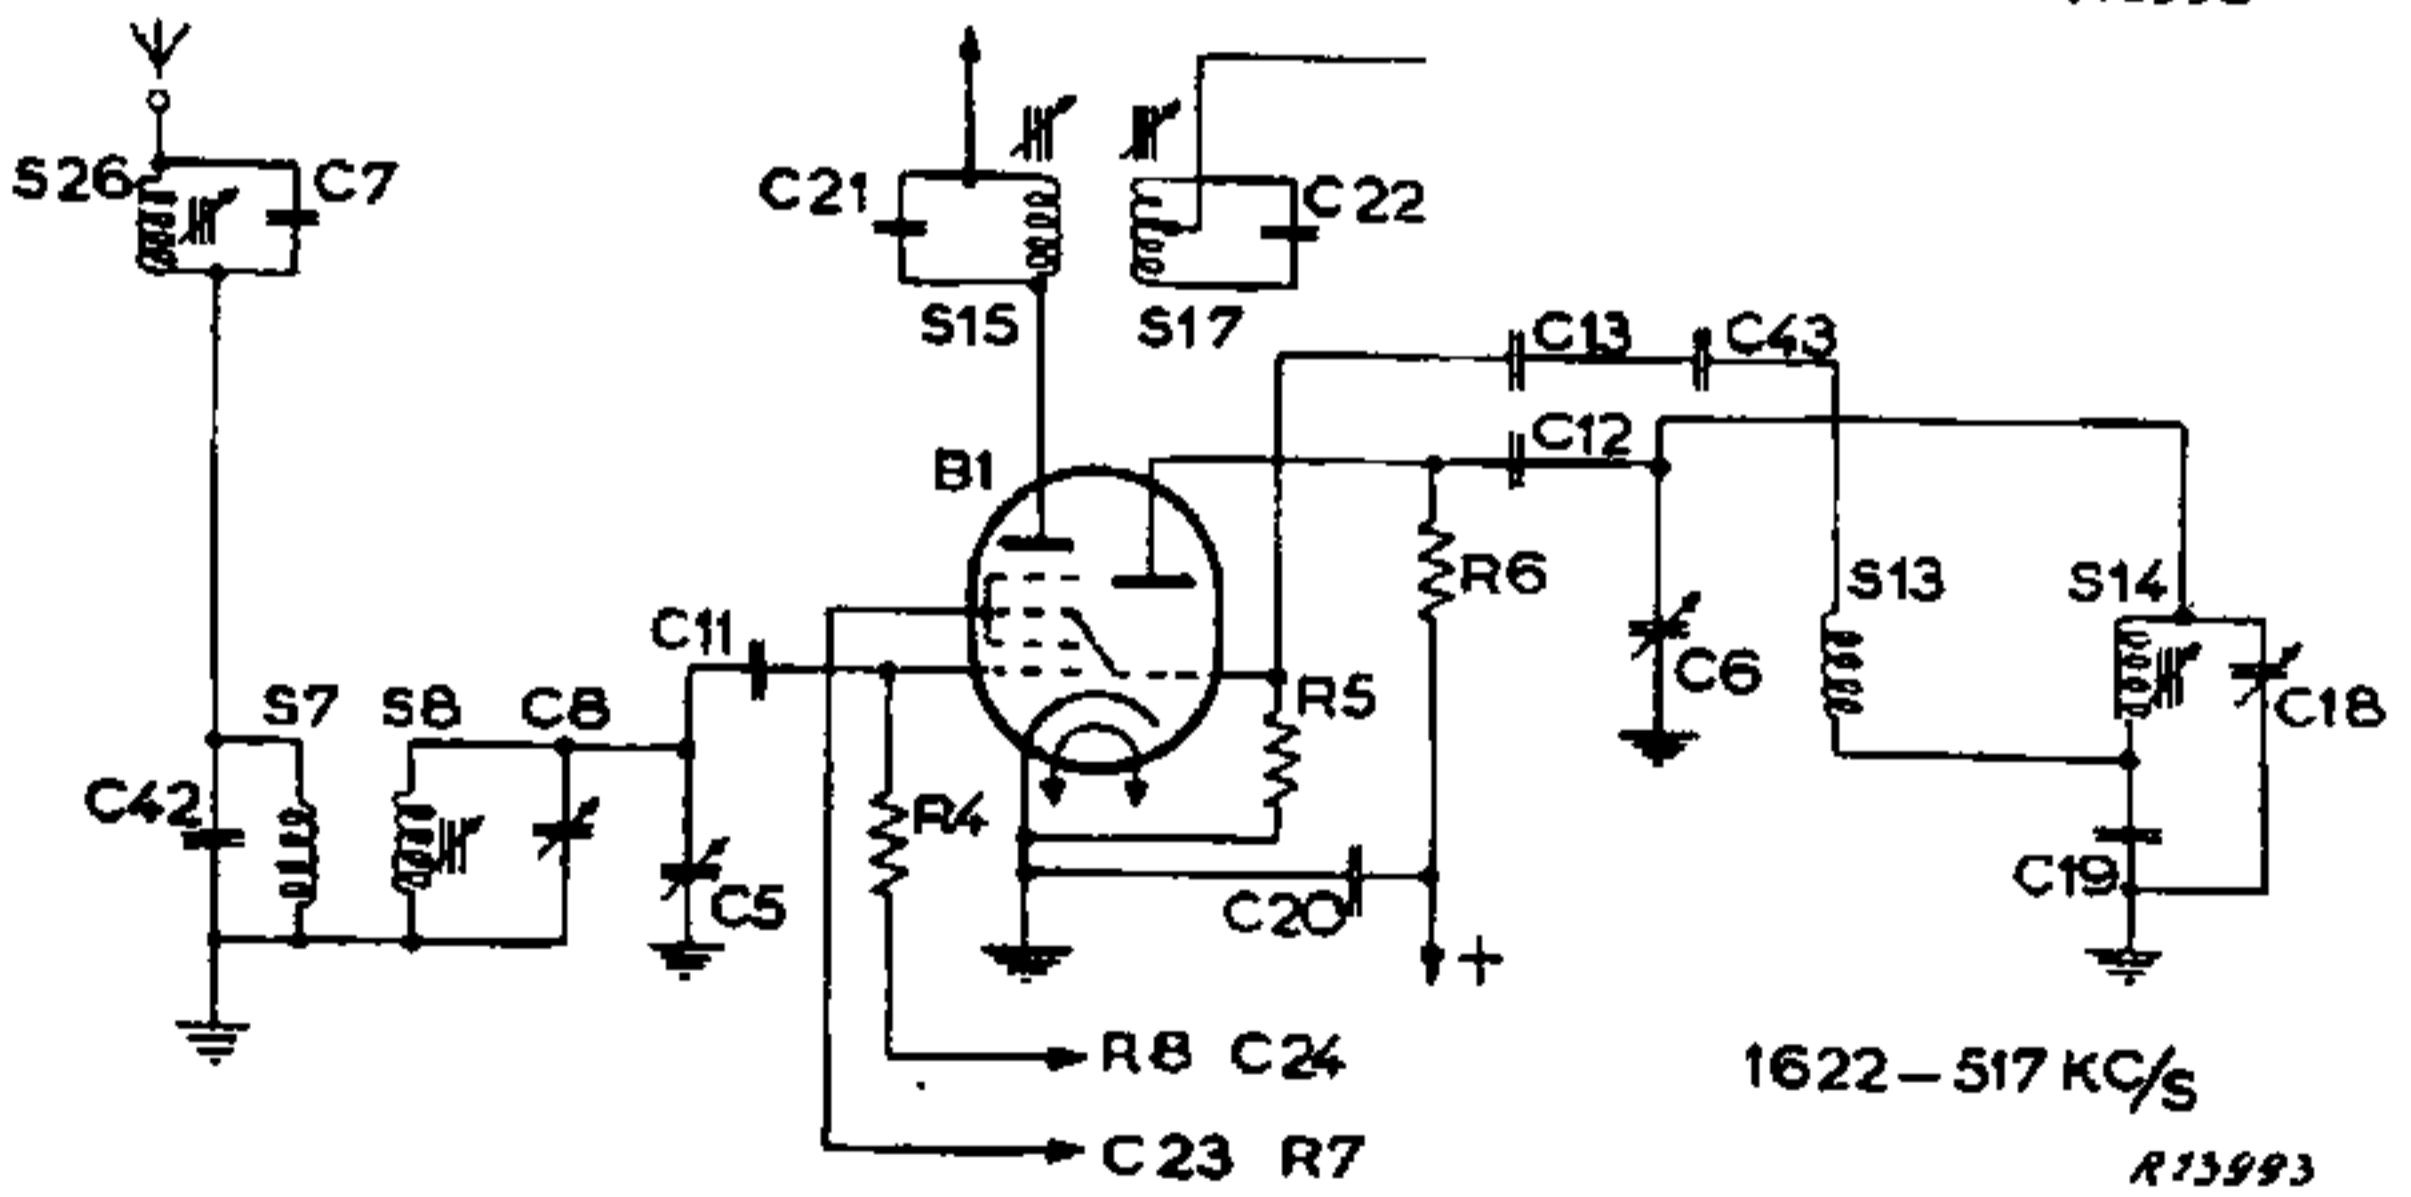 S26 C7
C21 C22
S15 S17
C13 C43
C12
B1
R6 S13 S14
C11
C6
R5 C18
S7 S8 C8
C42
R4
C5
C20
C19
+
R8 C24
1622-517 KC/S
C23 R7
R13993